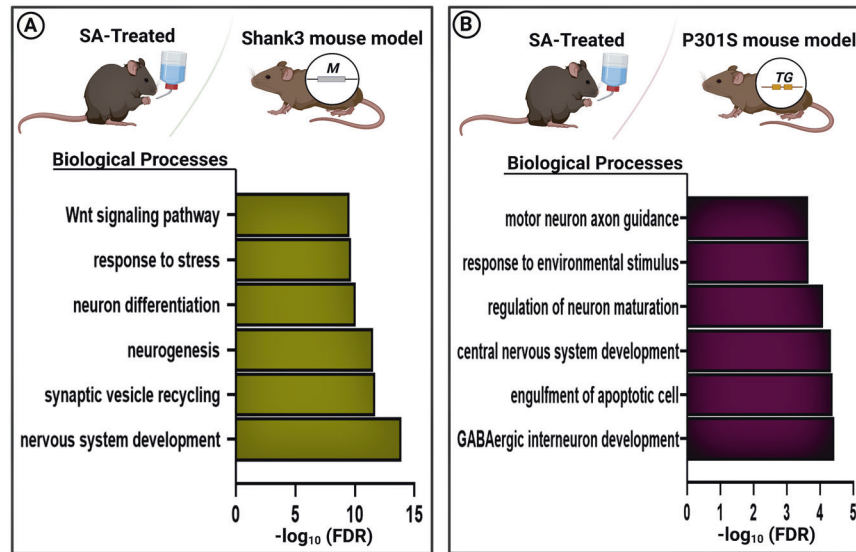 A
SA-Treated
Shank3 mouse model
M
Biological Processes
Wnt signaling pathway
response to stress
neuron differentiation
neurogenesis
synaptic vesicle recycling
nervous system development
0 5 10 15
-log₁₀ (FDR)
B
SA-Treated
P301S mouse model
TG
Biological Processes
motor neuron axon guidance
response to environmental stimulus
regulation of neuron maturation
central nervous system development
engulfment of apoptotic cell
GABAergic interneuron development
0 1 2 3 4 5
-log₁₀ (FDR)